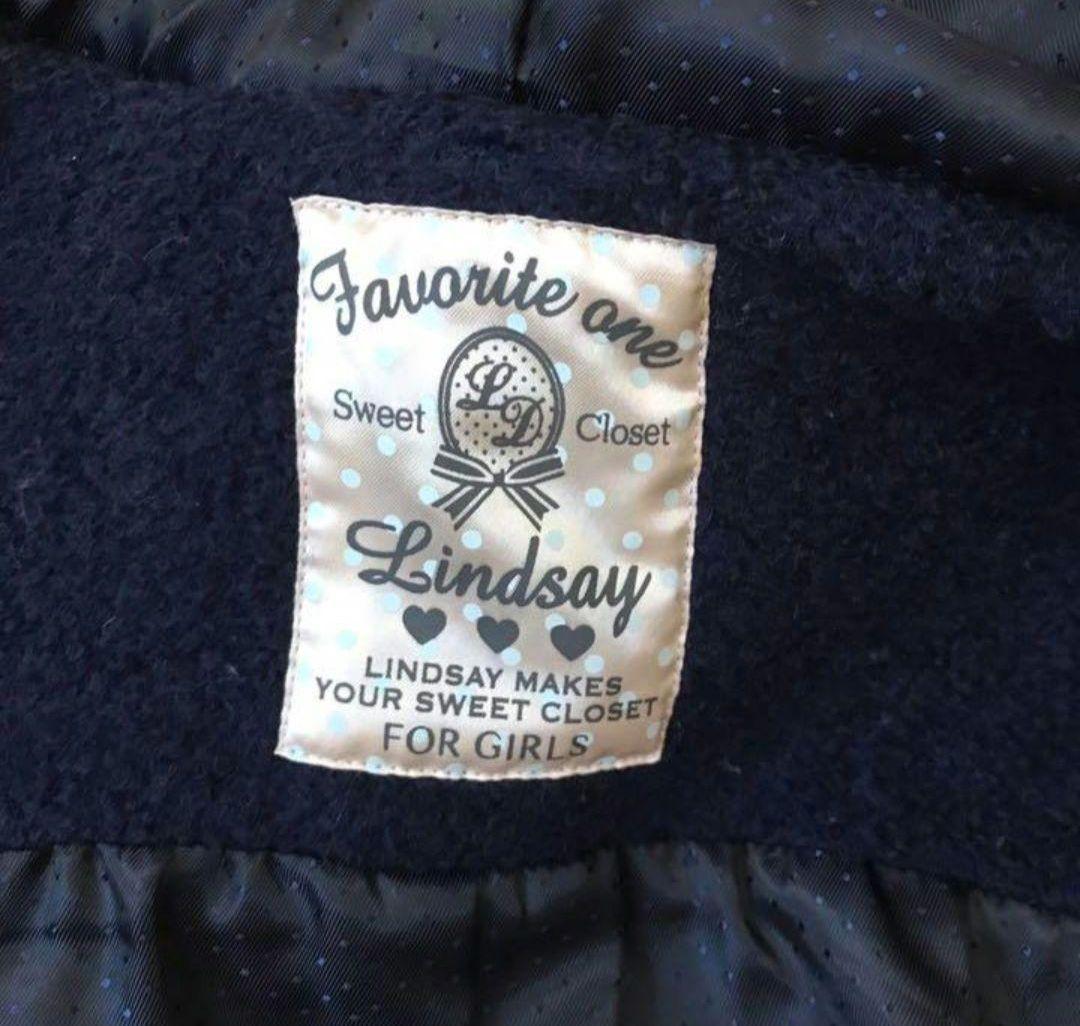 Favorite one
Sweet LD Closet
Lindsay
LINDSAY MAKES
YOUR SWEET CLOSET
FOR GIRLS